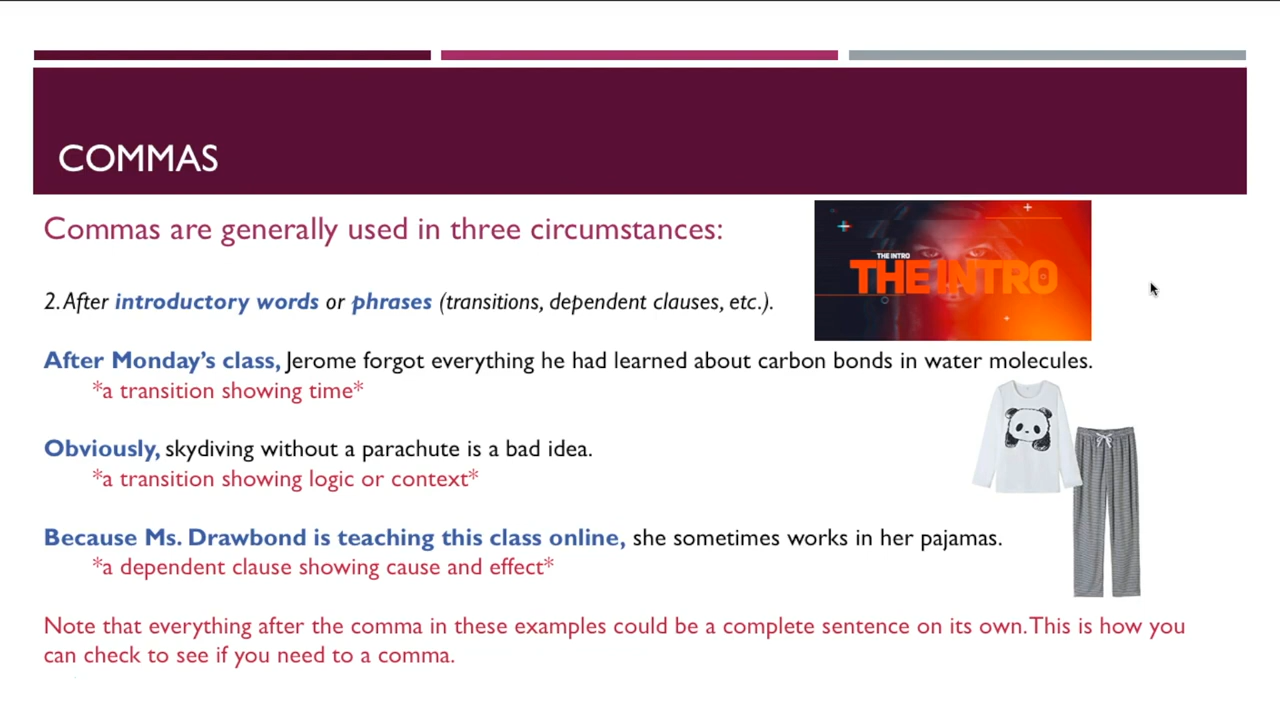 COMMAS
Commas are generally used in three circumstances:
THE INTRO
THE INTRO
2. After introductory words or phrases (transitions, dependent clauses, etc.).
After Monday's class, Jerome forgot everything he had learned about carbon bonds in water molecules.
*a transition showing time*
Obviously, skydiving without a parachute is a bad idea.
*a transition showing logic or context*
Because Ms. Drawbond is teaching this class online, she sometimes works in her pajamas.
*a dependent clause showing cause and effect*
Note that everything after the comma in these examples could be a complete sentence on its own. This is how you
can check to see if you need to a comma.